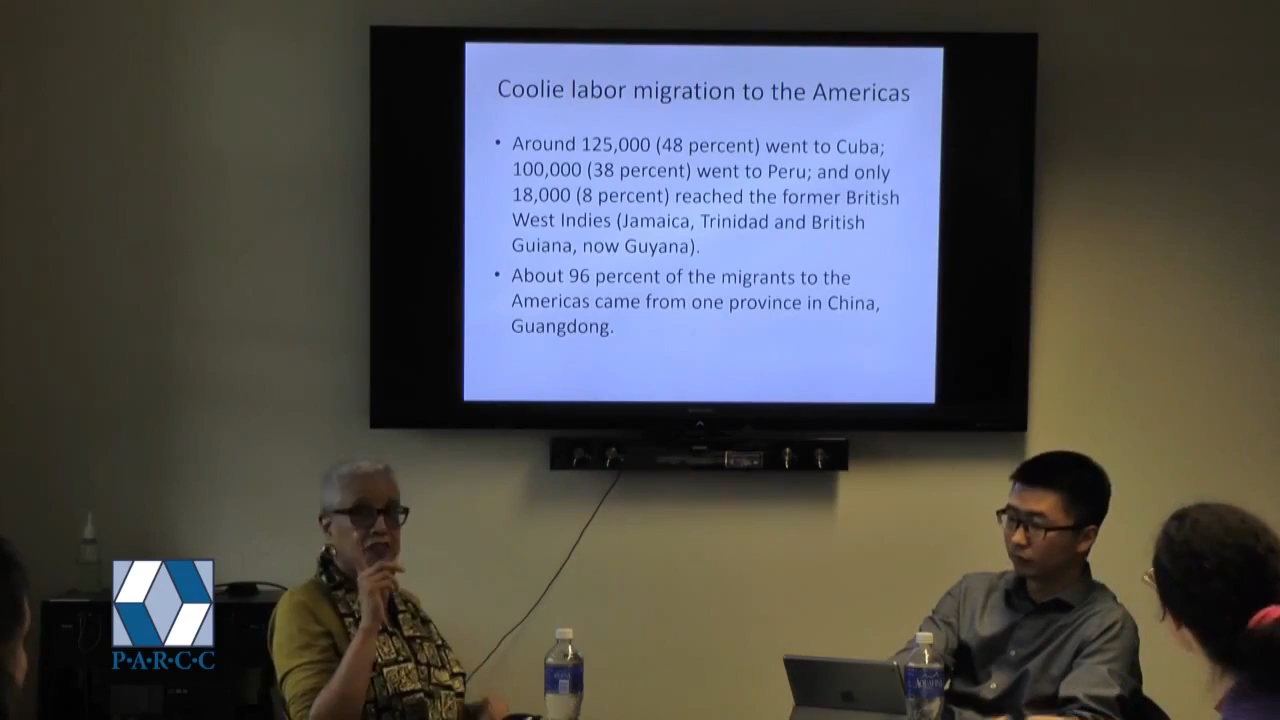 Coolie labor migration to the Americas
• Around 125,000 (48 percent) went to Cuba;
100,000 (38 percent) went to Peru; and only
18,000 (8 percent) reached the former British
West Indies (Jamaica, Trinidad and British
Guiana, now Guyana).
• About 96 percent of the migrants to the
Americas came from one province in China,
Guangdong.
P·A·R·C·C
AQUAFINA